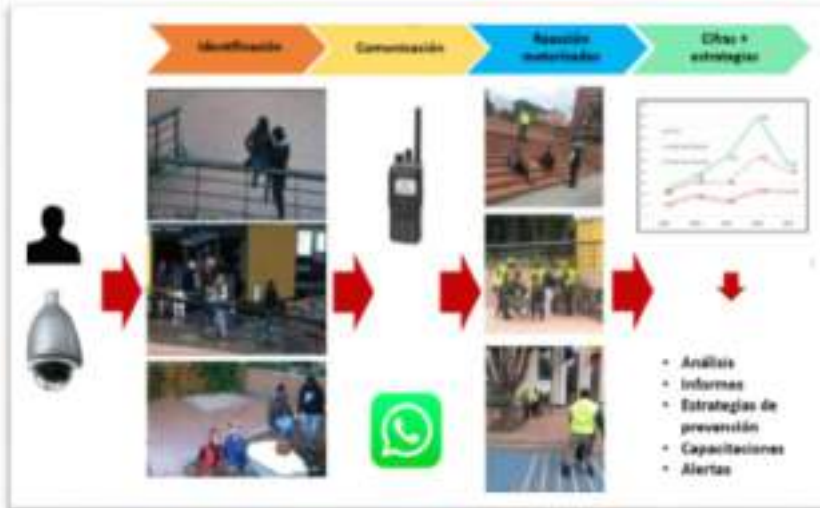 Identificación
Comunicación
Reacción
motorizados
Cifras +
estrategias
• Análisis
• Informes
• Estrategias de
prevención
• Capacitaciones
• Alertas